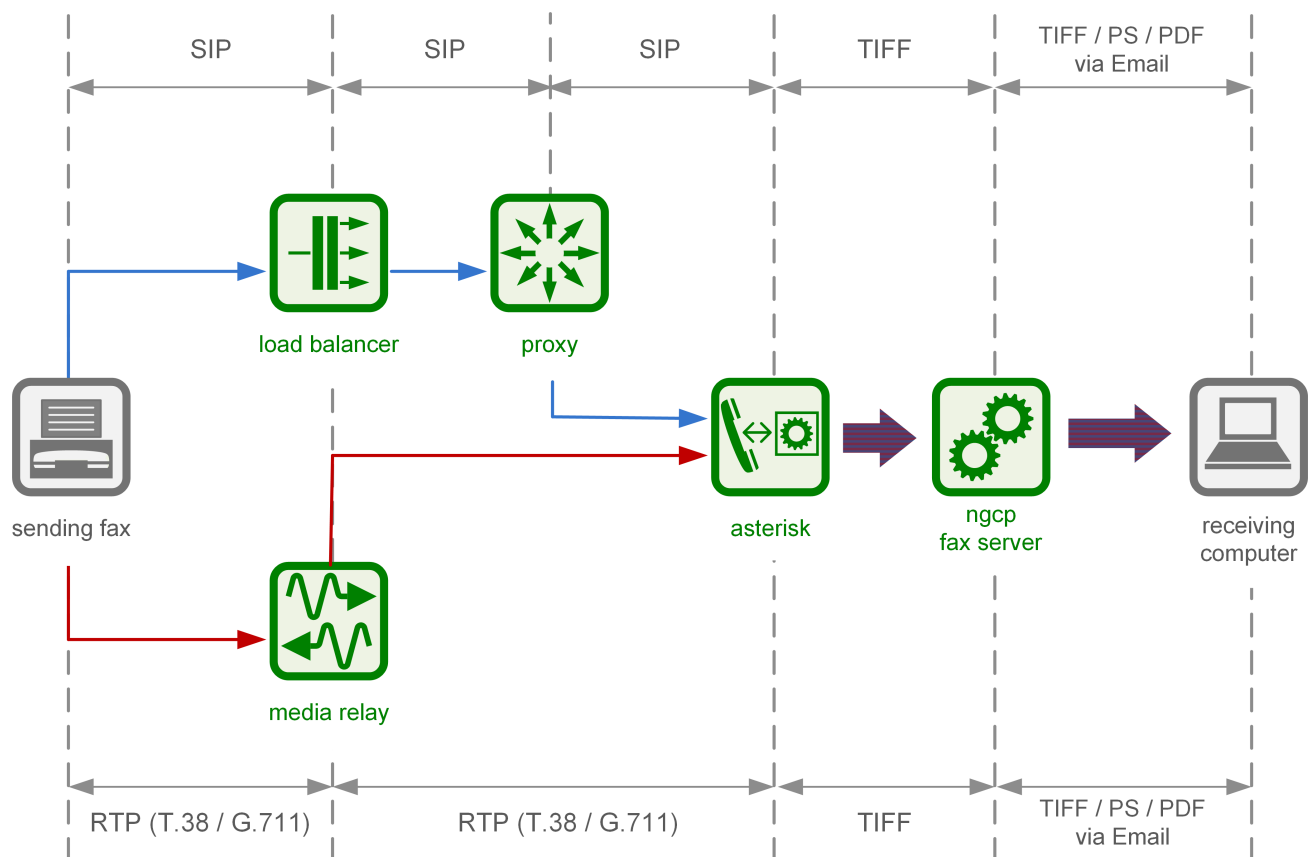 SIP
SIP
SIP
TIFF
TIFF / PS / PDF
via Email
load balancer
proxy
sending fax
asterisk
ngcp
fax server
receiving
computer
media relay
RTP (T.38 / G.711)
RTP (T.38 / G.711)
TIFF
TIFF / PS / PDF
via Email